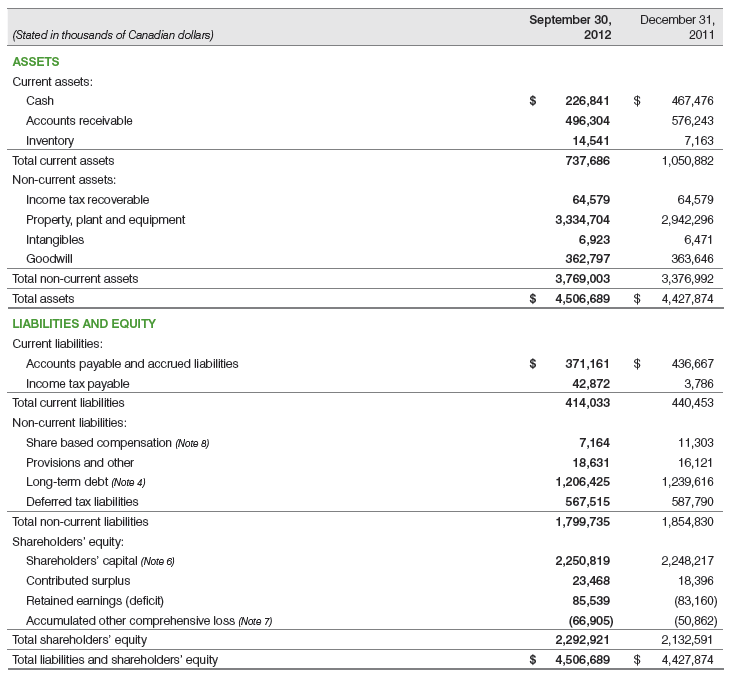 (Stated in thousands of Canadian dollars) September 30, 2012 December 31, 2011
ASSETS
Current assets:
Cash $ 226,841 $ 467,476
Accounts receivable 496,304 576,243
Inventory 14,541 7,163
Total current assets 737,686 1,050,882
Non-current assets:
Income tax recoverable 64,579 64,579
Property, plant and equipment 3,334,704 2,942,296
Intangibles 6,923 6,471
Goodwill 362,797 363,646
Total non-current assets 3,769,003 3,376,992
Total assets $ 4,506,689 $ 4,427,874
LIABILITIES AND EQUITY
Current liabilities:
Accounts payable and accrued liabilities $ 371,161 $ 436,667
Income tax payable 42,872 3,786
Total current liabilities 414,033 440,453
Non-current liabilities:
Share based compensation (Note 8) 7,164 11,303
Provisions and other 18,631 16,121
Long-term debt (Note 4) 1,206,425 1,239,616
Deferred tax liabilities 567,515 587,790
Total non-current liabilities 1,799,735 1,854,830
Shareholders' equity:
Shareholders' capital (Note 6) 2,250,819 2,248,217
Contributed surplus 23,468 18,396
Retained earnings (deficit) 85,539 (83,160)
Accumulated other comprehensive loss (Note 7) (66,905) (50,862)
Total shareholders' equity 2,292,921 2,132,591
Total liabilities and shareholders' equity $ 4,506,689 $ 4,427,874